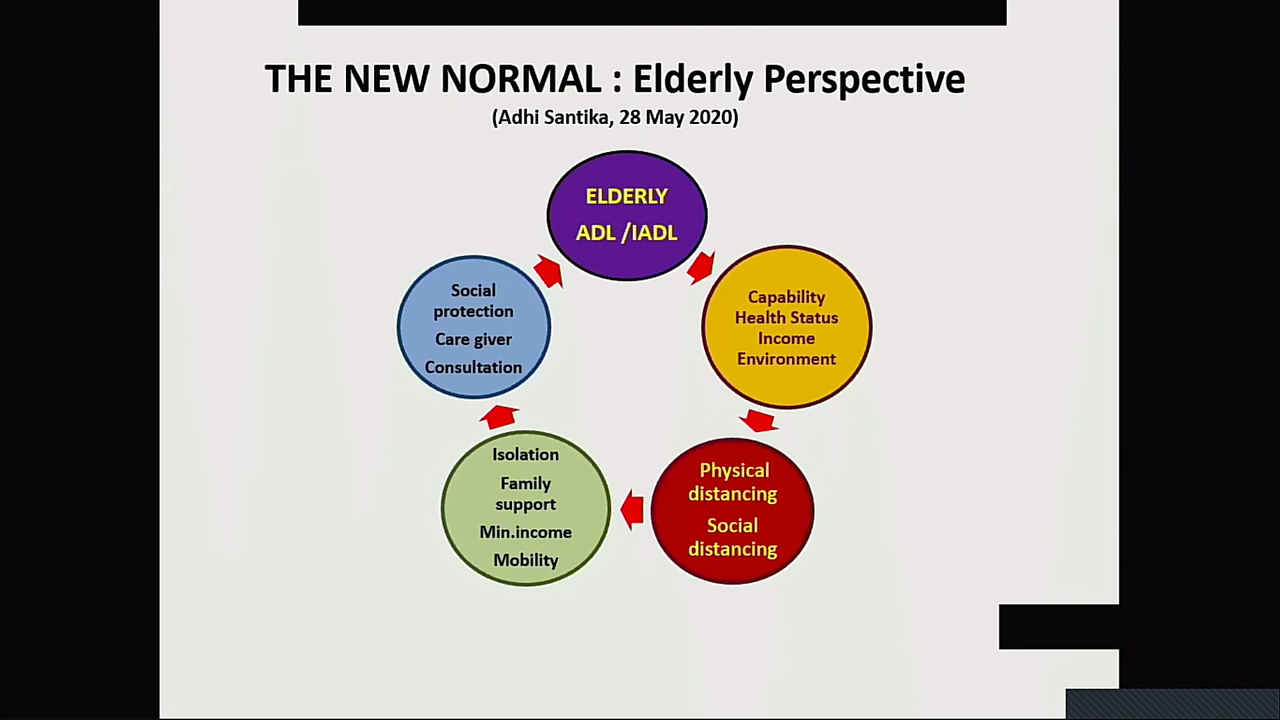 THE NEW NORMAL : Elderly Perspective
(Adhi Santika, 28 May 2020)
ELDERLY
ADL /IADL
Capability
Health Status
Income
Environment
Physical
distancing
Social
distancing
Isolation
Family
support
Min.income
Mobility
Social
protection
Care giver
Consultation